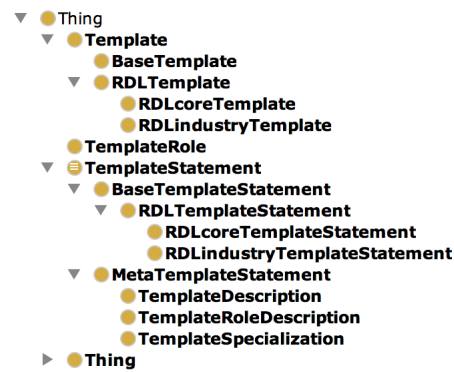 Thing
Template
BaseTemplate
RDLTemplate
RDLcoreTemplate
RDLindustryTemplate
TemplateRole
TemplateStatement
BaseTemplateStatement
RDLTemplateStatement
RDLcoreTemplateStatement
RDLindustryTemplateStatement
MetaTemplateStatement
TemplateDescription
TemplateRoleDescription
TemplateSpecialization
Thing